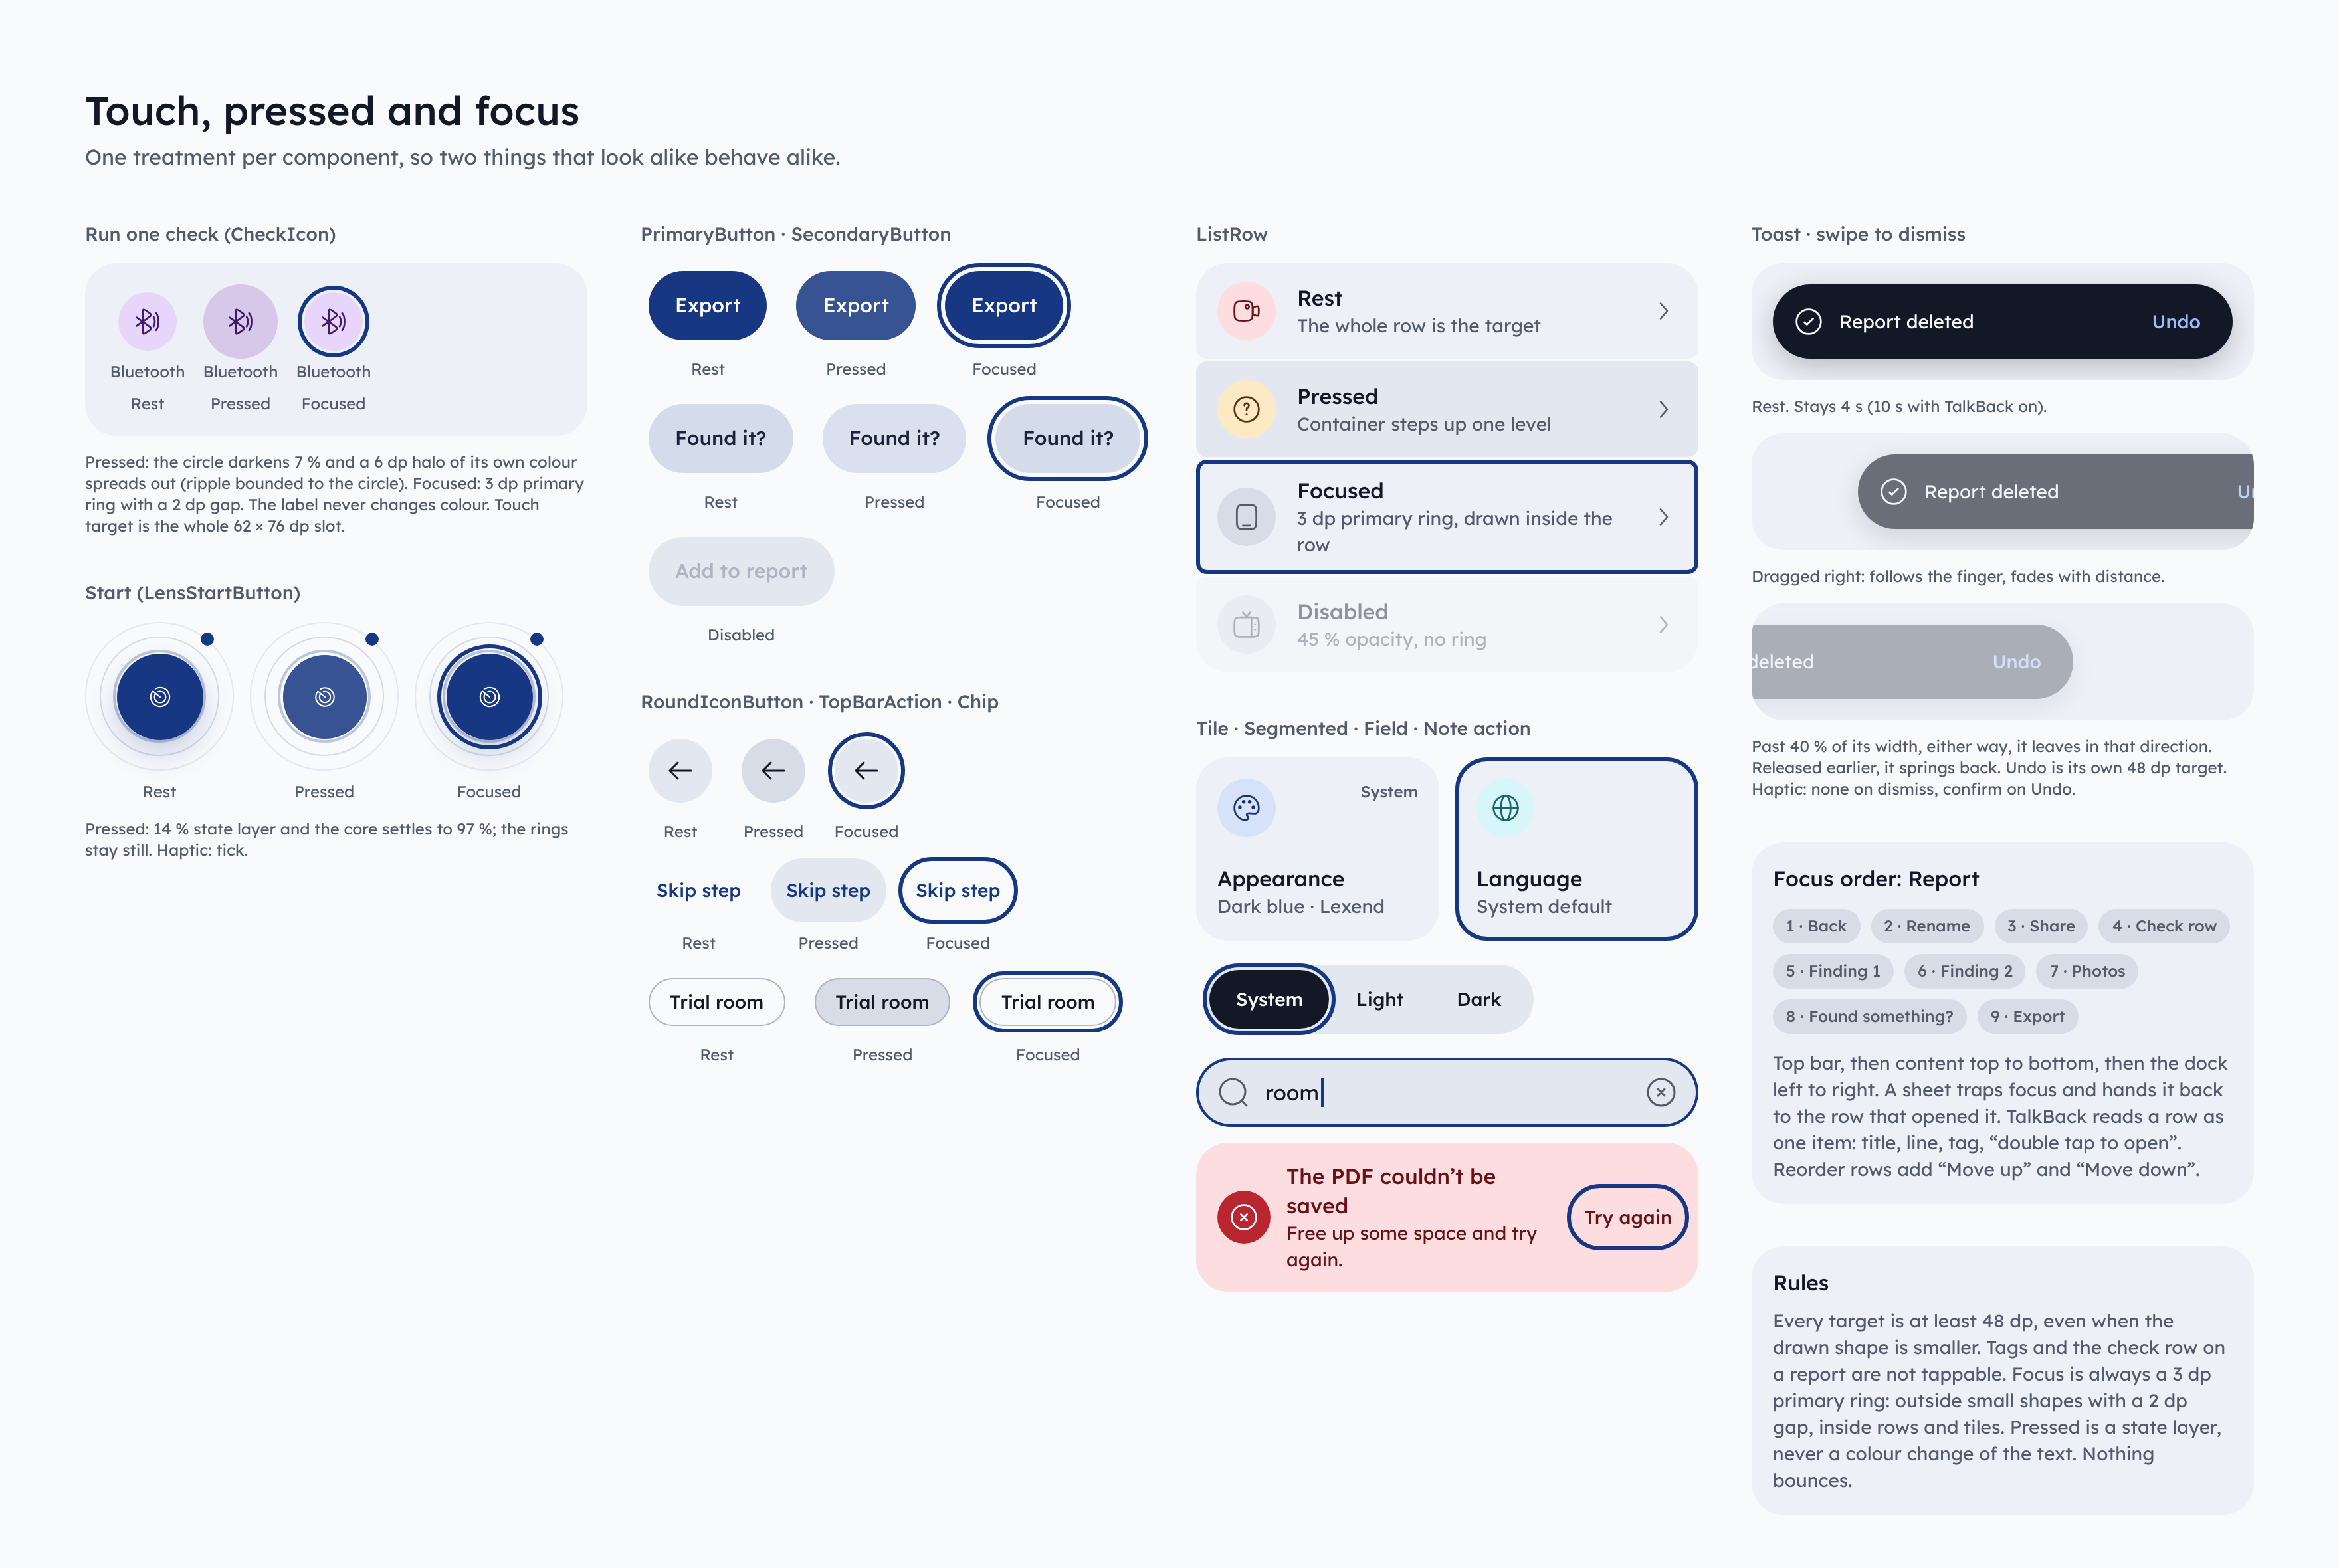 Touch, pressed and focus
One treatment per component, so two things that look alike behave alike.
Run one check (CheckIcon)
Bluetooth Bluetooth Bluetooth
Rest Pressed Focused
Pressed: the circle darkens 7 % and a 6 dp halo of its own colour
spreads out (ripple bounded to the circle). Focused: 3 dp primary
ring with a 2 dp gap. The label never changes colour. Touch
target is the whole 62 × 76 dp slot.
Start (LensStartButton)
Rest Pressed Focused
Pressed: 14 % state layer and the core settles to 97 %; the rings
stay still. Haptic: tick.
PrimaryButton · SecondaryButton
Export Export Export
Rest Pressed Focused
Found it? Found it? Found it?
Rest Pressed Focused
Add to report
Disabled
RoundIconButton · TopBarAction · Chip
Rest Pressed Focused
Skip step Skip step Skip step
Rest Pressed Focused
Trial room Trial room Trial room
Rest Pressed Focused
ListRow
Rest
The whole row is the target
Pressed
Container steps up one level
Focused
3 dp primary ring, drawn inside the
row
Disabled
45 % opacity, no ring
Tile · Segmented · Field · Note action
System
Appearance
Dark blue · Lexend
Language
System default
System Light Dark
room
The PDF couldn’t be
saved
Free up some space and try
again.
Try again
Toast · swipe to dismiss
Report deleted Undo
Rest. Stays 4 s (10 s with TalkBack on).
Report deleted Un
Dragged right: follows the finger, fades with distance.
deleted Undo
Past 40 % of its width, either way, it leaves in that direction.
Released earlier, it springs back. Undo is its own 48 dp target.
Haptic: none on dismiss, confirm on Undo.
Focus order: Report
1 · Back 2 · Rename 3 · Share 4 · Check row
5 · Finding 1 6 · Finding 2 7 · Photos
8 · Found something? 9 · Export
Top bar, then content top to bottom, then the dock
left to right. A sheet traps focus and hands it back
to the row that opened it. TalkBack reads a row as
one item: title, line, tag, “double tap to open”.
Reorder rows add “Move up” and “Move down”.
Rules
Every target is at least 48 dp, even when the
drawn shape is smaller. Tags and the check row on
a report are not tappable. Focus is always a 3 dp
primary ring: outside small shapes with a 2 dp
gap, inside rows and tiles. Pressed is a state layer,
never a colour change of the text. Nothing
bounces.